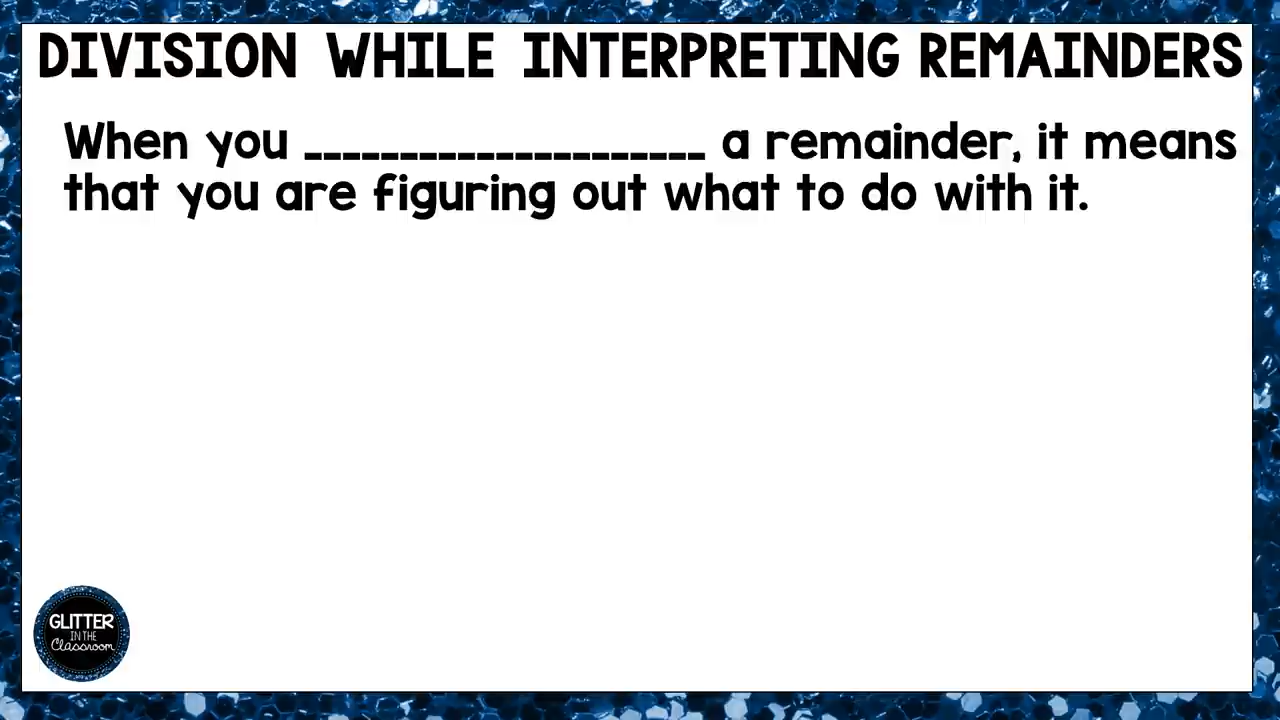 DIVISION WHILE INTERPRETING REMAINDERS
When you _____________________ a remainder, it means
that you are figuring out what to do with it.
GLITTER
IN THE
Classroom